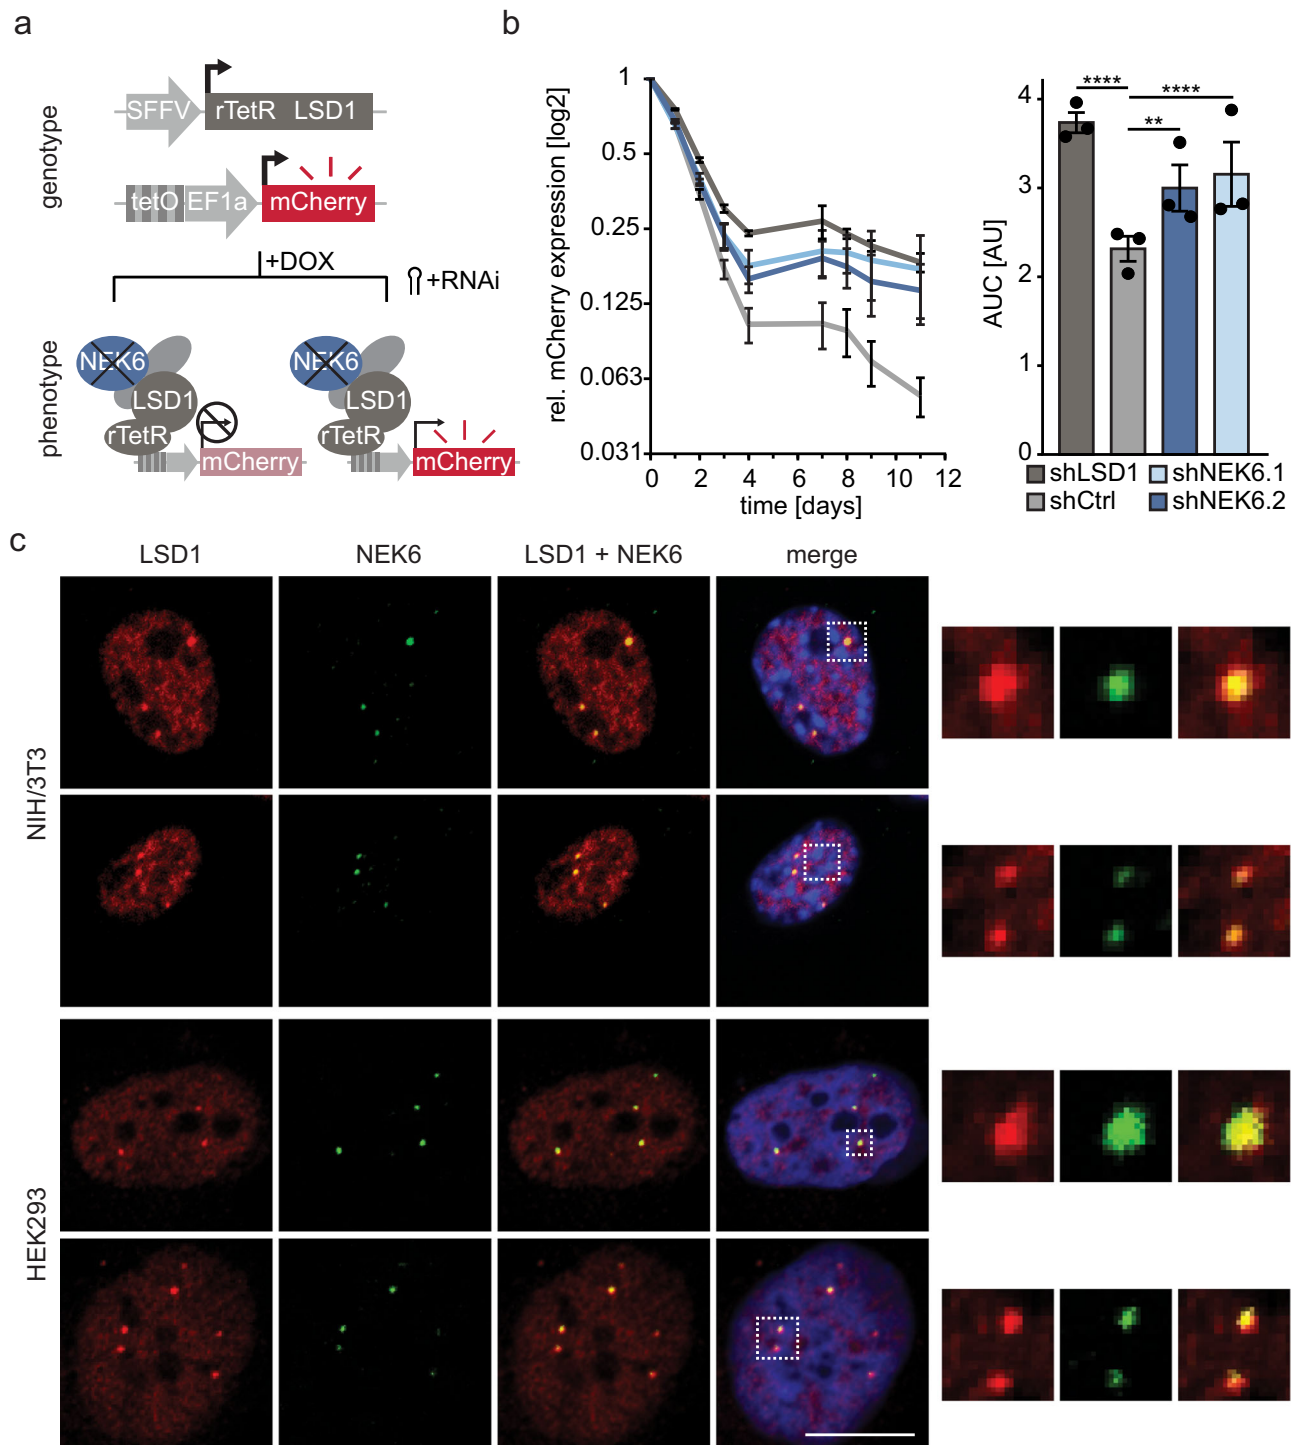 a
genotype
SFFV
rTetR LSD1
tetO EF1a mCherry
+DOX
+RNAi
phenotype
NEK6
LSD1
rTetR
mCherry
NEK6
LSD1
rTetR
mCherry
b
rel. mCherry expression [log2]
1
0.5
0.25
0.125
0.063
0.031
0 2 4 6 8 10 12
time [days]
AUC [AU]
4
3
2
1
0
**** ****
**
shLSD1 shNEK6.1
shCtrl shNEK6.2
c
LSD1 NEK6 LSD1 + NEK6 merge
NIH/3T3
HEK293